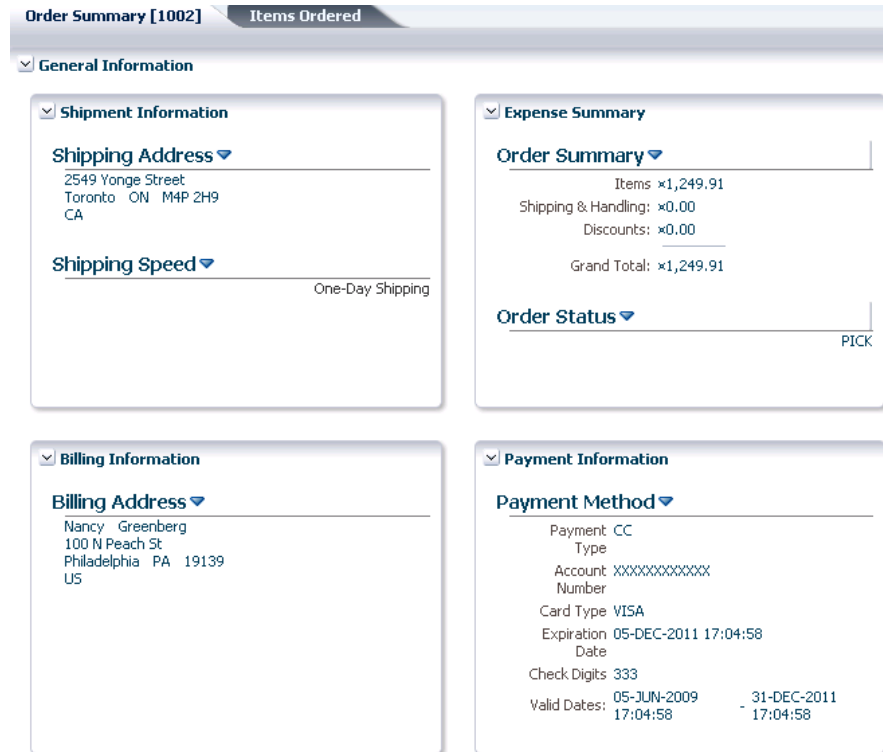 Order Summary [1002]
Items Ordered
General Information
Shipment Information
Shipping Address
2549 Yonge Street
Toronto ON M4P 2H9
CA
Shipping Speed
One-Day Shipping
Expense Summary
Order Summary
Items ¤1,249.91
Shipping & Handling: ¤0.00
Discounts: ¤0.00
Grand Total: ¤1,249.91
Order Status
PICK
Billing Information
Billing Address
Nancy Greenberg
100 N Peach St
Philadelphia PA 19139
US
Payment Information
Payment Method
Payment CC
Type
Account XXXXXXXXXXXX
Number
Card Type VISA
Expiration 05-DEC-2011 17:04:58
Date
Check Digits 333
Valid Dates: 05-JUN-2009 - 31-DEC-2011
17:04:58 17:04:58